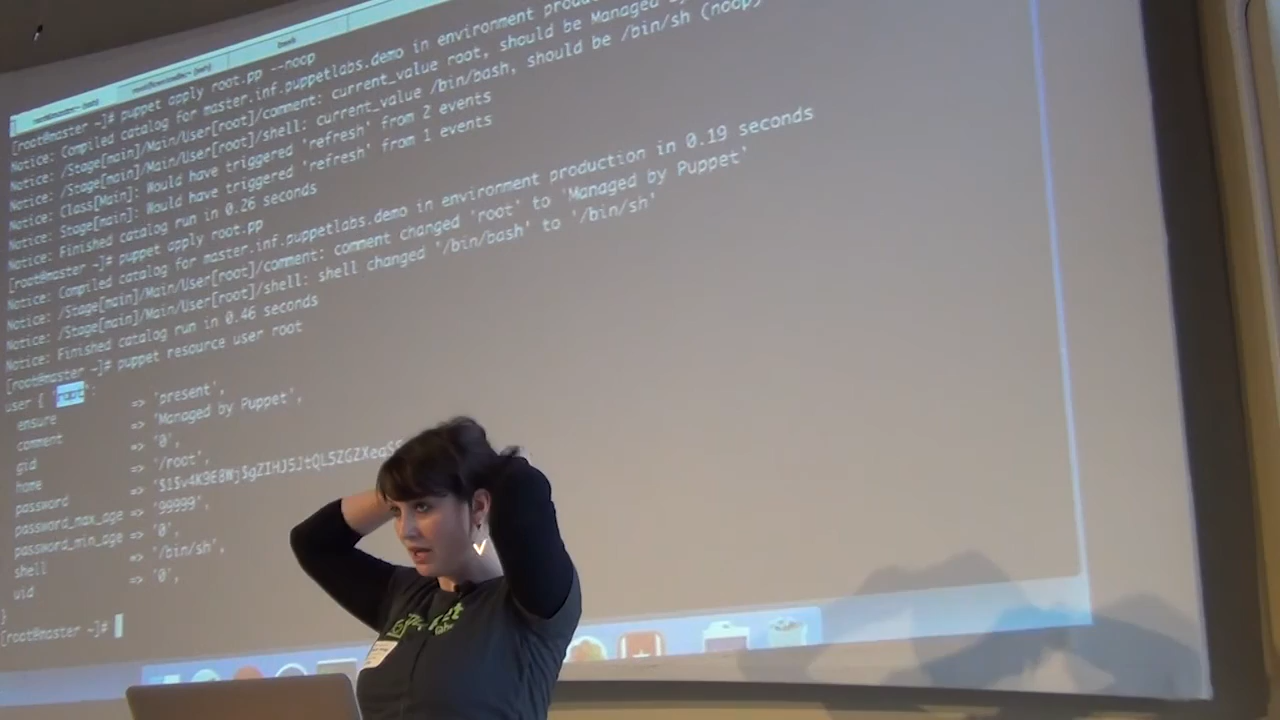 bash
[root@master ~]# puppet apply root.pp --noop
Notice: Compiled catalog for master.inf.puppetlabs.demo in environment
Notice: /Stage[main]/Main/User[root]/comment: current_value root, should be Managed
Notice: /Stage[main]/Main/User[root]/shell: current_value /bin/bash, should be /bin/sh (noop)
Notice: Class[Main]: Would have triggered 'refresh' from 2 events
Notice: Stage[main]: Would have triggered 'refresh' from 1 events
Notice: Finished catalog run in 0.26 seconds
[root@master ~]# puppet apply root.pp
Notice: Compiled catalog for master.inf.puppetlabs.demo in environment production in 0.19 seconds
Notice: /Stage[main]/Main/User[root]/comment: comment changed 'root' to 'Managed by Puppet'
Notice: /Stage[main]/Main/User[root]/shell: shell changed '/bin/bash' to '/bin/sh'
Notice: Finished catalog run in 0.46 seconds
[root@master ~]# puppet resource user root
user { 'root':
ensure => 'present',
comment => 'Managed by Puppet',
gid => '0',
home => '/root',
password => '$1$v4K9E8Wj$gZIHJ5JtQL5ZGZXeaS
password_max_age => '99999',
password_min_age => '0',
shell => '/bin/sh',
uid => '0',
}
[root@master ~]#